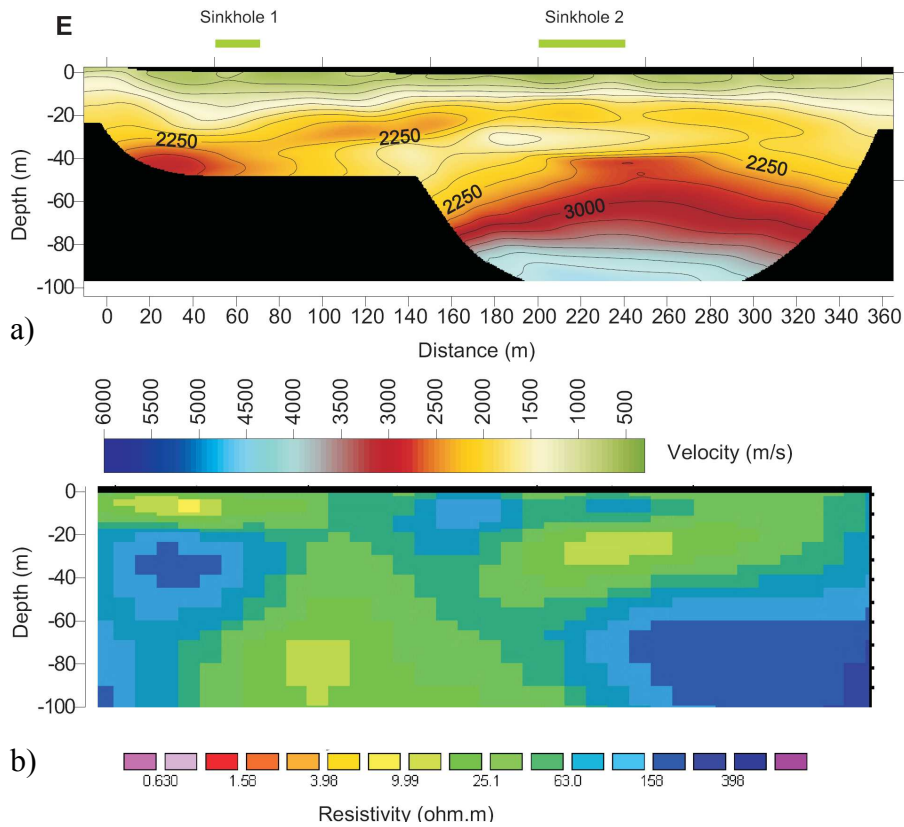 Sinkhole 1 Sinkhole 2
E
0
-20
-40
-60
-80
-100
Depth (m)
2250 2250 2250
2250 3000
0 20 40 60 80 100 120 140 160 180 200 220 240 260 280 300 320 340 360
a)
Distance (m)
6000 5500 5000 4500 4000 3500 3000 2500 2000 1500 1000 500
Velocity (m/s)
0
-20
-40
-60
-80
-100
Depth (m)
b)
0.630 1.58 3.98 9.99 25.1 63.0 158 398
Resistivity (ohm.m)